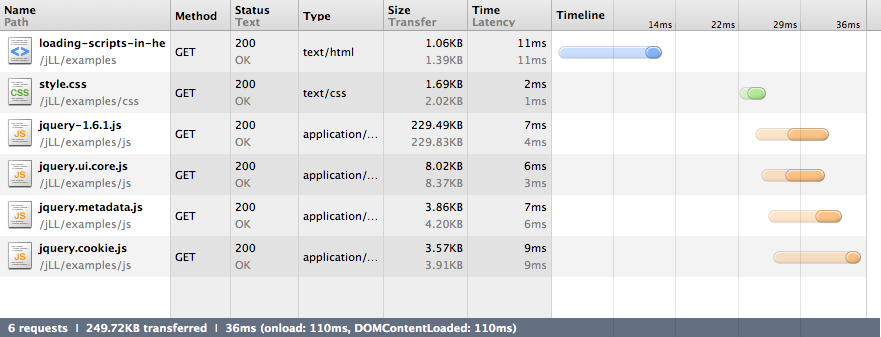 Name Method Status Type Size Time Timeline
Path Text Transfer Latency 14ms 22ms 29ms 36ms
loading-scripts-in-he 200 1.06KB 11ms
<> GET text/html
/jLL/examples OK 1.39KB 11ms
style.css 200 1.69KB 2ms
CSS GET text/css
/jLL/examples/css OK 2.02KB 1ms
jquery-1.6.1.js 200 229.49KB 7ms
JS GET application/...
/jLL/examples/js OK 229.83KB 4ms
jquery.ui.core.js 200 8.02KB 6ms
JS GET application/...
/jLL/examples/js OK 8.37KB 3ms
jquery.metadata.js 200 3.86KB 7ms
JS GET application/...
/jLL/examples/js OK 4.20KB 6ms
jquery.cookie.js 200 3.57KB 9ms
JS GET application/...
/jLL/examples/js OK 3.91KB 9ms
6 requests | 249.72KB transferred | 36ms (onload: 110ms, DOMContentLoaded: 110ms)